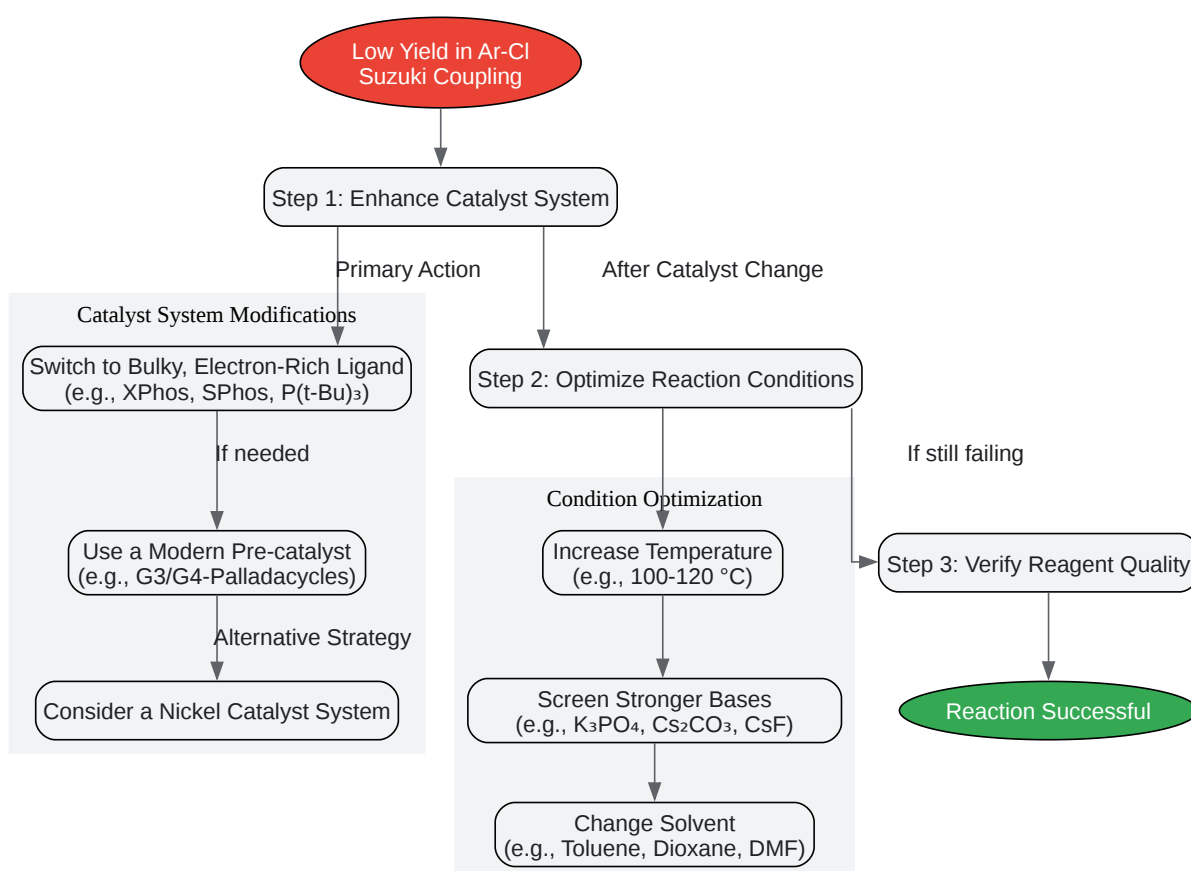 Low Yield in Ar-Cl
Suzuki Coupling
Step 1: Enhance Catalyst System
Primary Action
After Catalyst Change
Catalyst System Modifications
Switch to Bulky, Electron-Rich Ligand
(e.g., XPhos, SPhos, P(t-Bu)₃)
Step 2: Optimize Reaction Conditions
If needed
If still failing
Condition Optimization
Use a Modern Pre-catalyst
(e.g., G3/G4-Palladacycles)
Increase Temperature
(e.g., 100-120 °C)
Step 3: Verify Reagent Quality
Alternative Strategy
Consider a Nickel Catalyst System
Screen Stronger Bases
(e.g., K₃PO₄, Cs₂CO₃, CsF)
Reaction Successful
Change Solvent
(e.g., Toluene, Dioxane, DMF)